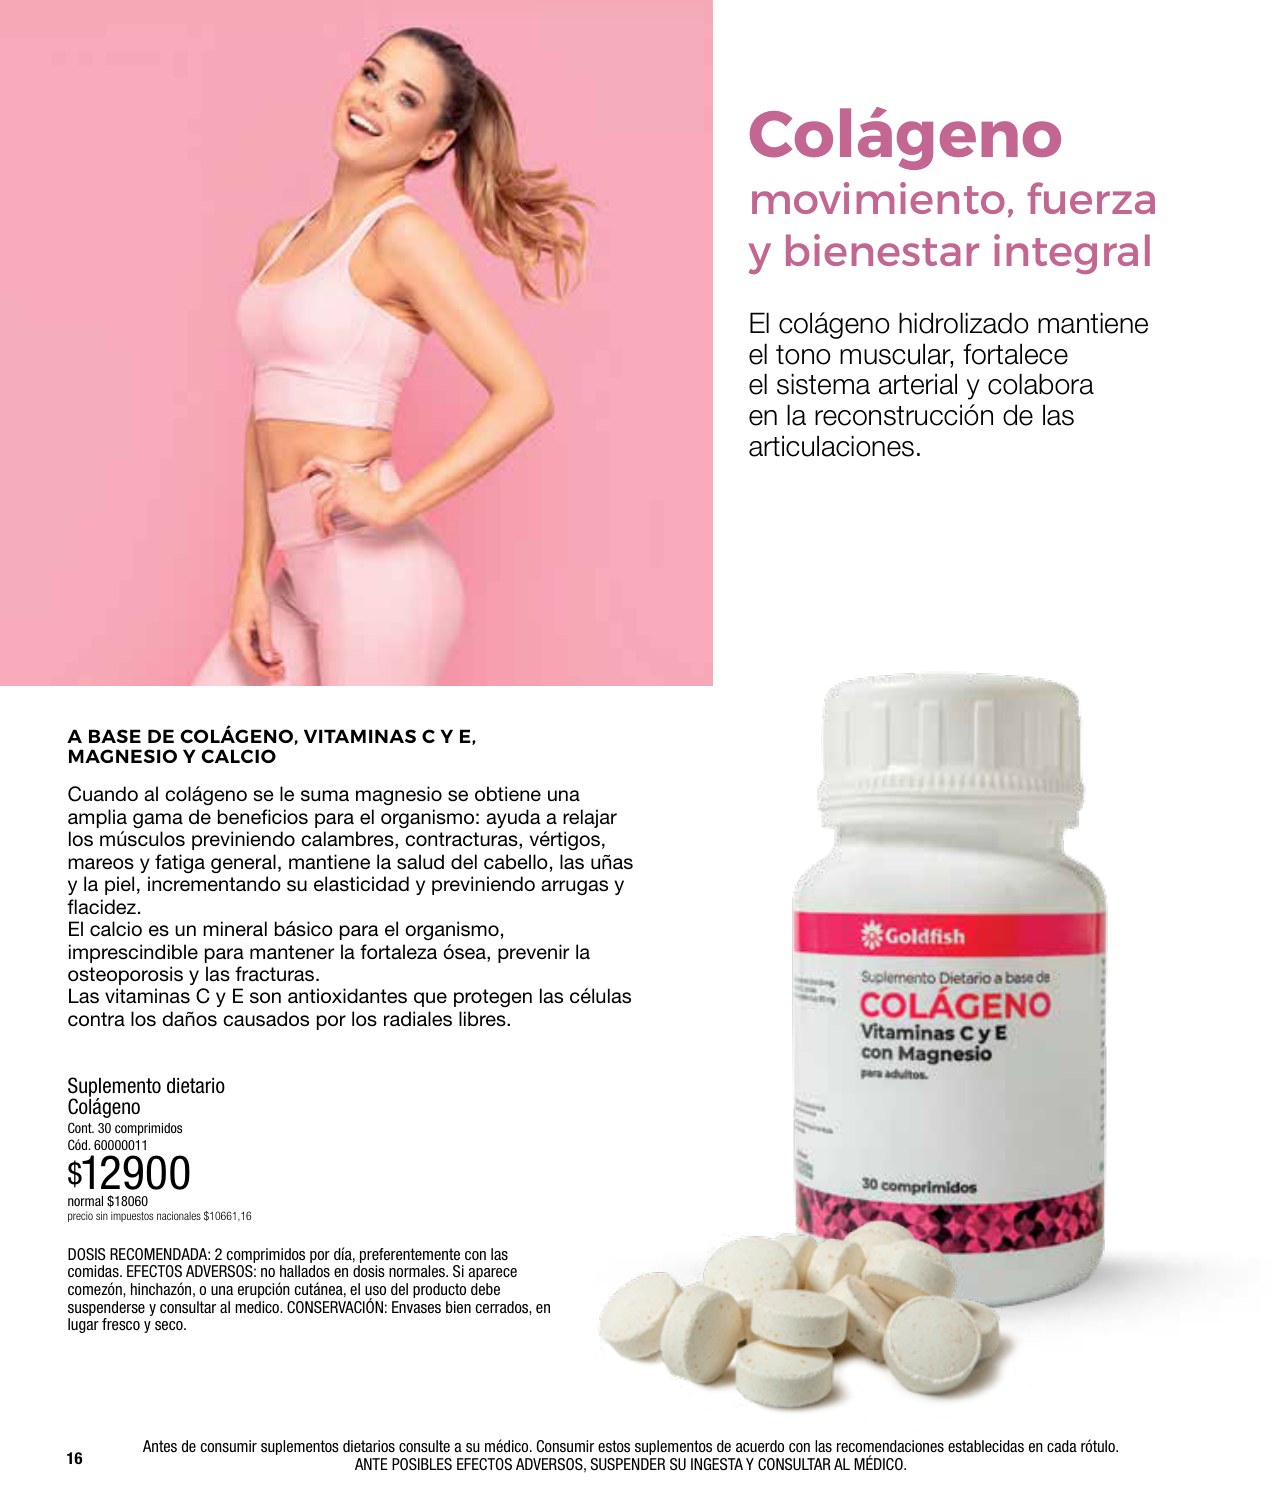 Colágeno
movimiento, fuerza
y bienestar integral
El colágeno hidrolizado mantiene
el tono muscular, fortalece
el sistema arterial y colabora
en la reconstrucción de las
articulaciones.
A BASE DE COLÁGENO, VITAMINAS C Y E,
MAGNESIO Y CALCIO
Cuando al colágeno se le suma magnesio se obtiene una
amplia gama de beneficios para el organismo: ayuda a relajar
los músculos previniendo calambres, contracturas, vértigos,
mareos y fatiga general, mantiene la salud del cabello, las uñas
y la piel, incrementando su elasticidad y previniendo arrugas y
flacidez.
El calcio es un mineral básico para el organismo,
imprescindible para mantener la fortaleza ósea, prevenir la
osteoporosis y las fracturas.
Las vitaminas C y E son antioxidantes que protegen las células
contra los daños causados por los radiales libres.
Suplemento dietario
Colágeno
Cont. 30 comprimidos
Cód. 60000011
$12900
normal $18060
precio sin impuestos nacionales $10661,16
DOSIS RECOMENDADA: 2 comprimidos por día, preferentemente con las
comidas. EFECTOS ADVERSOS: no hallados en dosis normales. Si aparece
comezón, hinchazón, o una erupción cutánea, el uso del producto debe
suspenderse y consultar al medico. CONSERVACIÓN: Envases bien cerrados, en
lugar fresco y seco.
Goldfish
Suplemento Dietario a base de
COLÁGENO
Vitaminas C y E
con Magnesio
para adultos.
30 comprimidos
16
Antes de consumir suplementos dietarios consulte a su médico. Consumir estos suplementos de acuerdo con las recomendaciones establecidas en cada rótulo.
ANTE POSIBLES EFECTOS ADVERSOS, SUSPENDER SU INGESTA Y CONSULTAR AL MÉDICO.